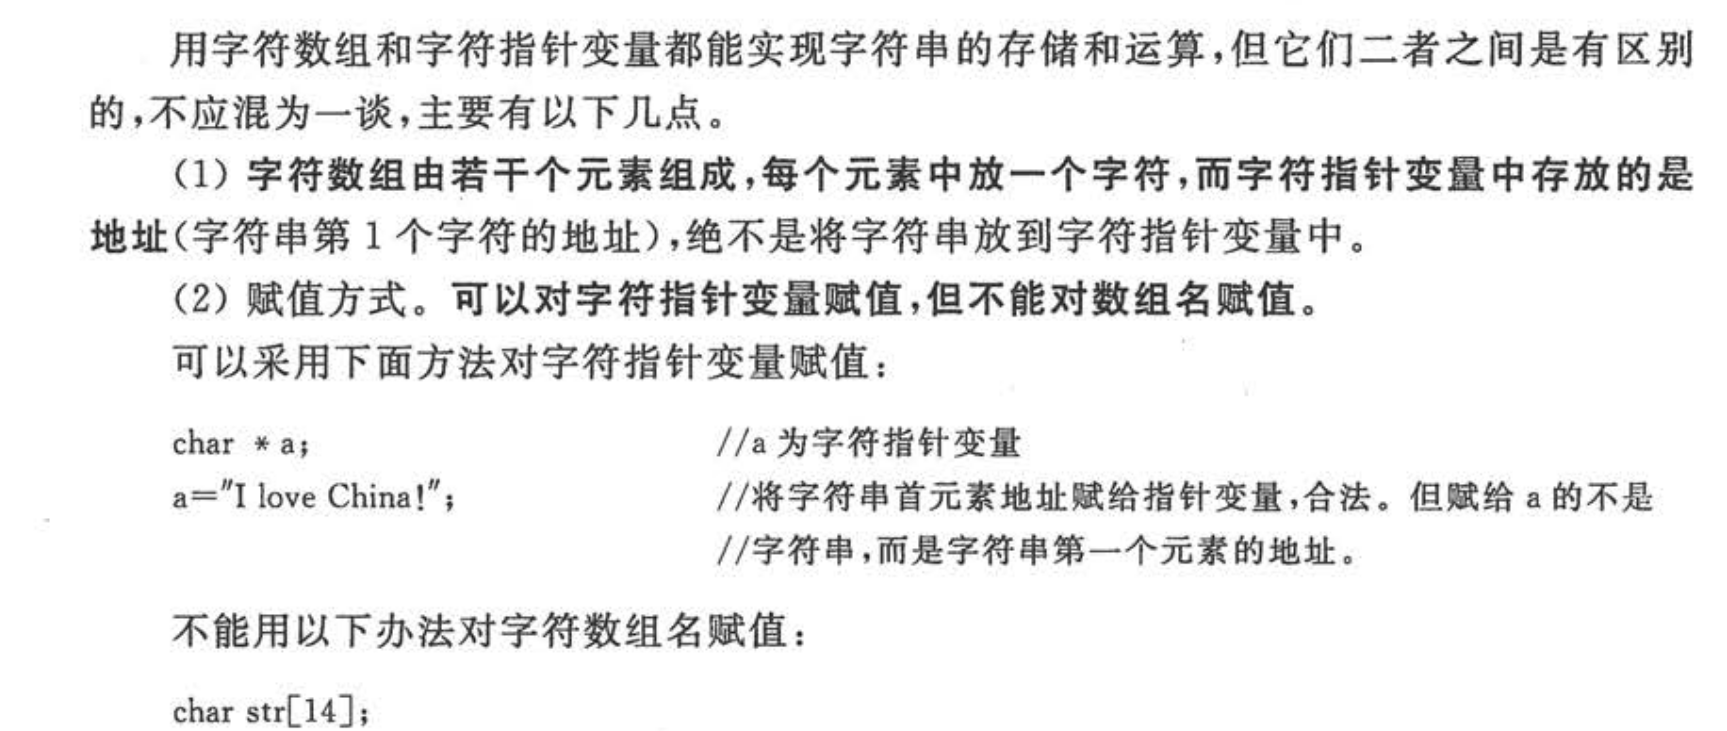 用字符数组和字符指针变量都能实现字符串的存储和运算,但它们二者之间是有区别
的,不应混为一谈,主要有以下几点。
(1) 字符数组由若干个元素组成,每个元素中放一个字符,而字符指针变量中存放的是
地址(字符串第 1 个字符的地址),绝不是将字符串放到字符指针变量中。
(2) 赋值方式。可以对字符指针变量赋值,但不能对数组名赋值。
可以采用下面方法对字符指针变量赋值:
char * a; //a 为字符指针变量
a="I love China!"; //将字符串首元素地址赋给指针变量,合法。但赋给 a 的不是
//字符串,而是字符串第一个元素的地址。
不能用以下办法对字符数组名赋值:
char str[14];